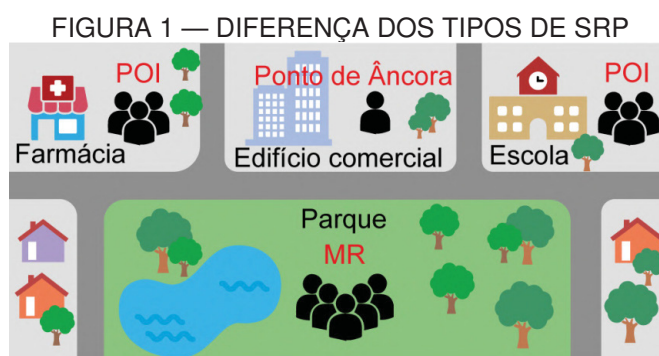 FIGURA 1 — DIFERENÇA DOS TIPOS DE SRP
POI
Ponto de Âncora
POI
Farmácia
Edifício comercial
Escola
Parque
MR